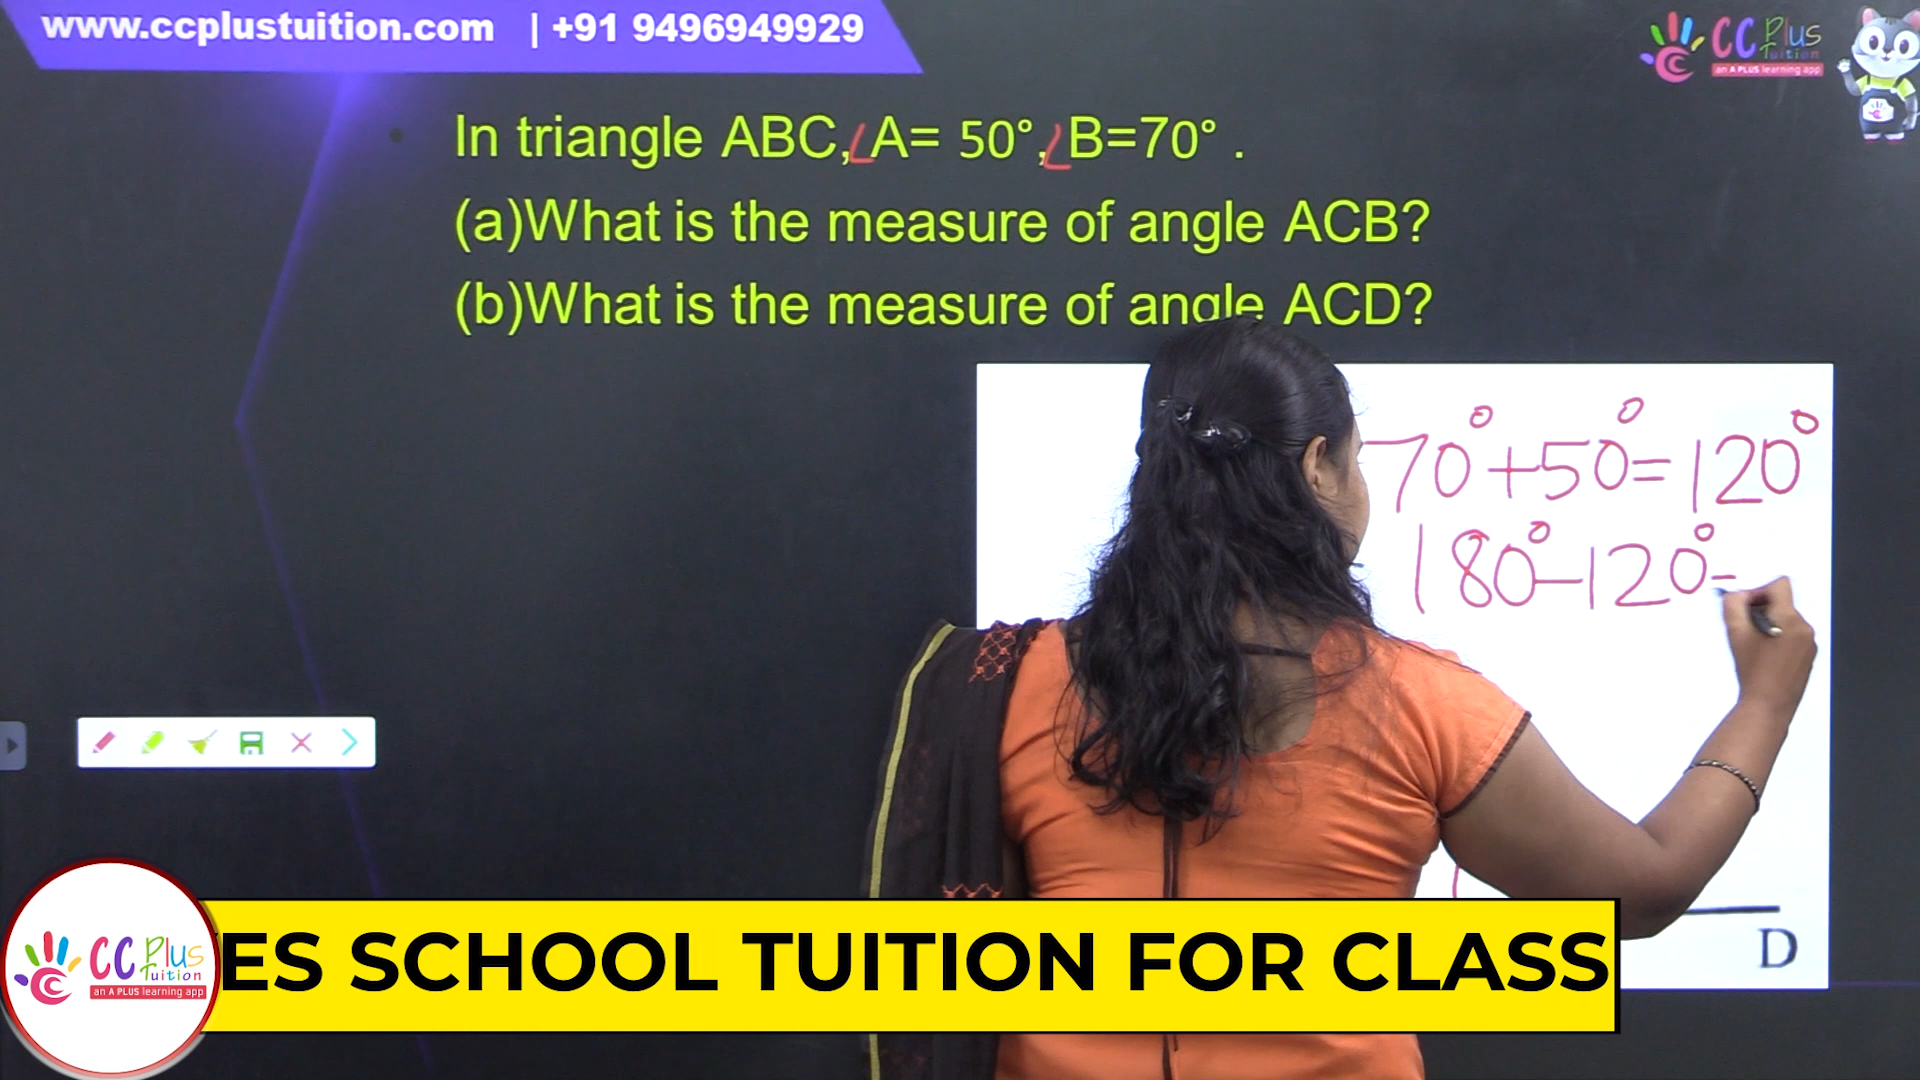 www.ccplustuition.com | +91 9496949929
CC Plus
Tuition
an A PLUS learning app
In triangle ABC,∠A= 50°,∠B=70° .
(a)What is the measure of angle ACB?
(b)What is the measure of angle ACD?
70°+50°=120°
180°-120°=
D
CC Plus
Tuition
an A PLUS learning app
ES SCHOOL TUITION FOR CLASS